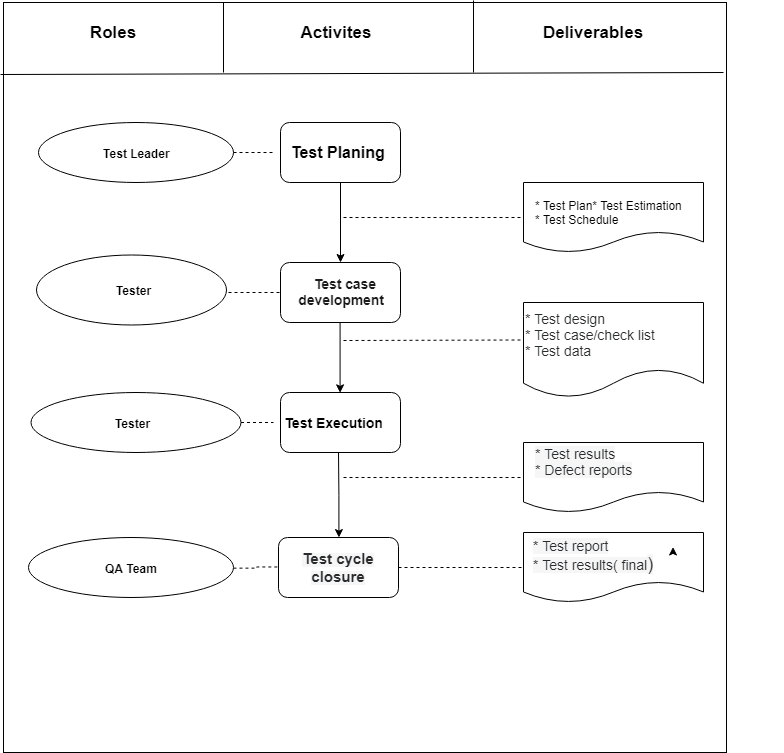 Roles
Activites
Deliverables
Test Leader
Test Planing
* Test Plan* Test Estimation
* Test Schedule
Tester
Test case
development
* Test design
* Test case/check list
* Test data
Tester
Test Execution
* Test results
* Defect reports
QA Team
Test cycle
closure
* Test report
* Test results( final)